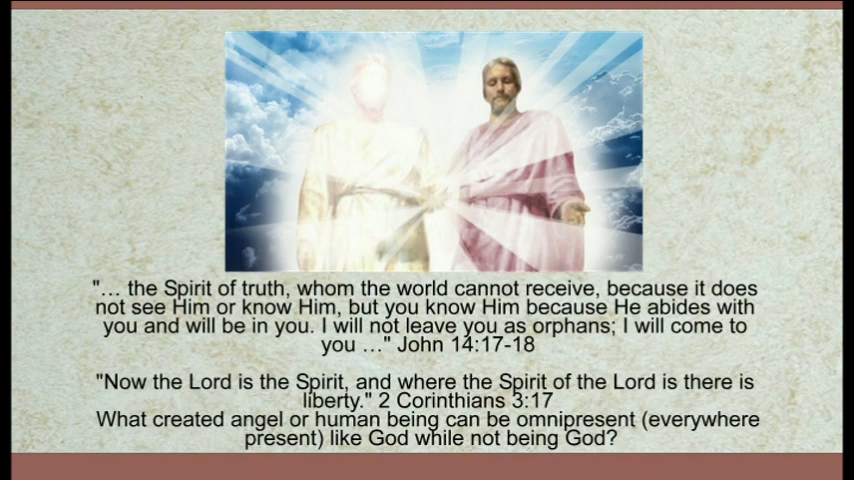 "... the Spirit of truth, whom the world cannot receive, because it does
not see Him or know Him, but you know Him because He abides with
you and will be in you. I will not leave you as orphans; I will come to
you ..." John 14:17-18
"Now the Lord is the Spirit, and where the Spirit of the Lord is there is
liberty." 2 Corinthians 3:17
What created angel or human being can be omnipresent (everywhere
present) like God while not being God?